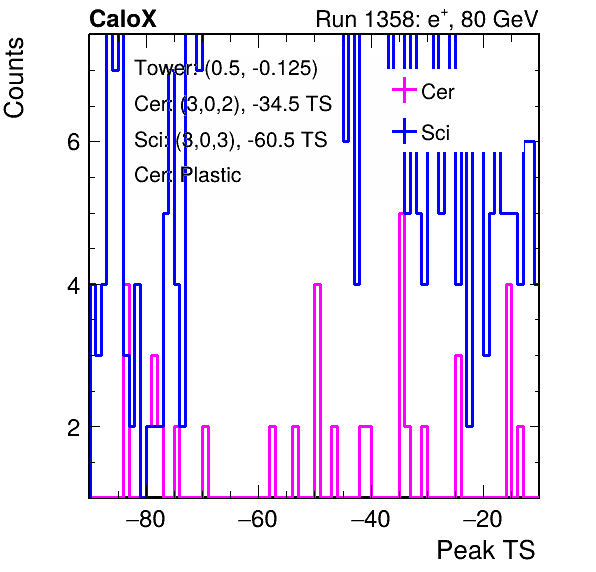 CaloX Run 1358: e+, 80 GeV
Counts
Tower: (0.5, -0.125)
Cer: (3,0,2), -34.5 TS
Sci: (3,0,3), -60.5 TS
Cer: Plastic
Cer
Sci
6
4
2
−80 −60 −40 −20
Peak TS